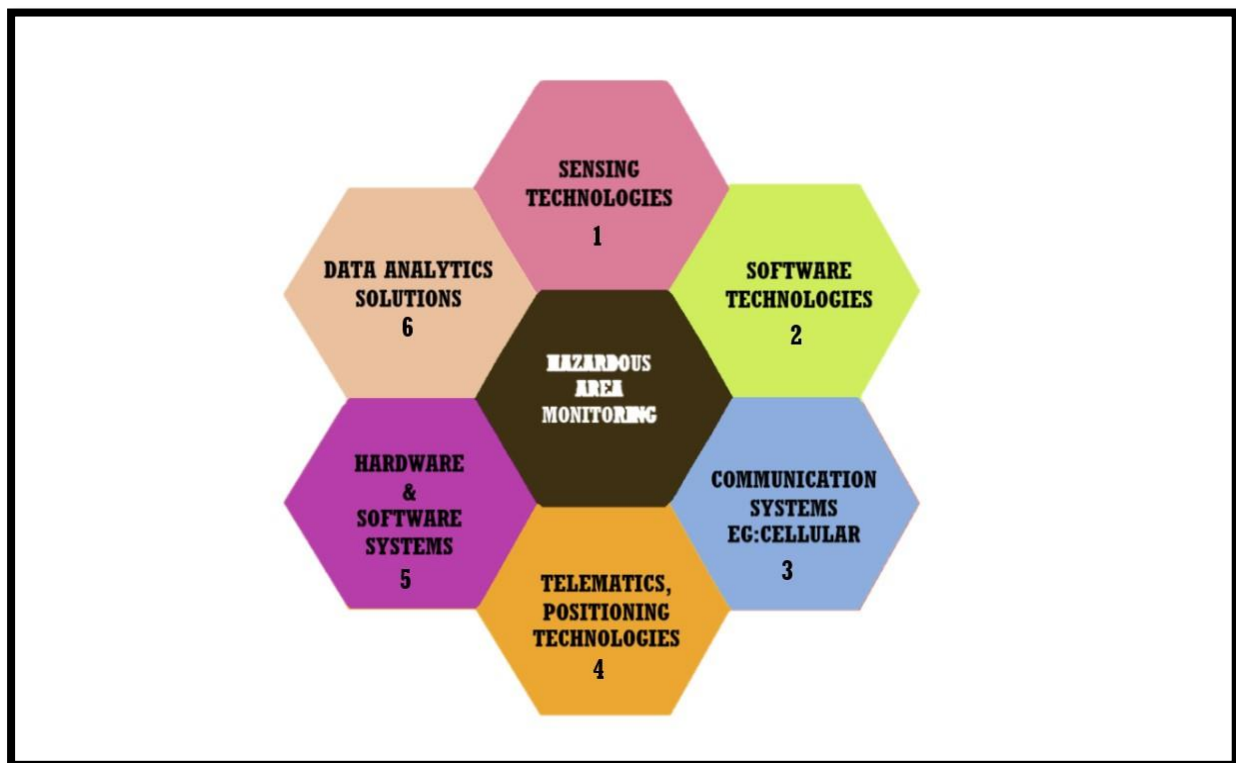 SENSING
TECHNOLOGIES
1
SOFTWARE
TECHNOLOGIES
2
COMMUNICATION
SYSTEMS
EG:CELLULAR
3
TELEMATICS,
POSITIONING
TECHNOLOGIES
4
HARDWARE
&
SOFTWARE
SYSTEMS
5
DATA ANALYTICS
SOLUTIONS
6
HAZARDOUS
AREA
MONITORING